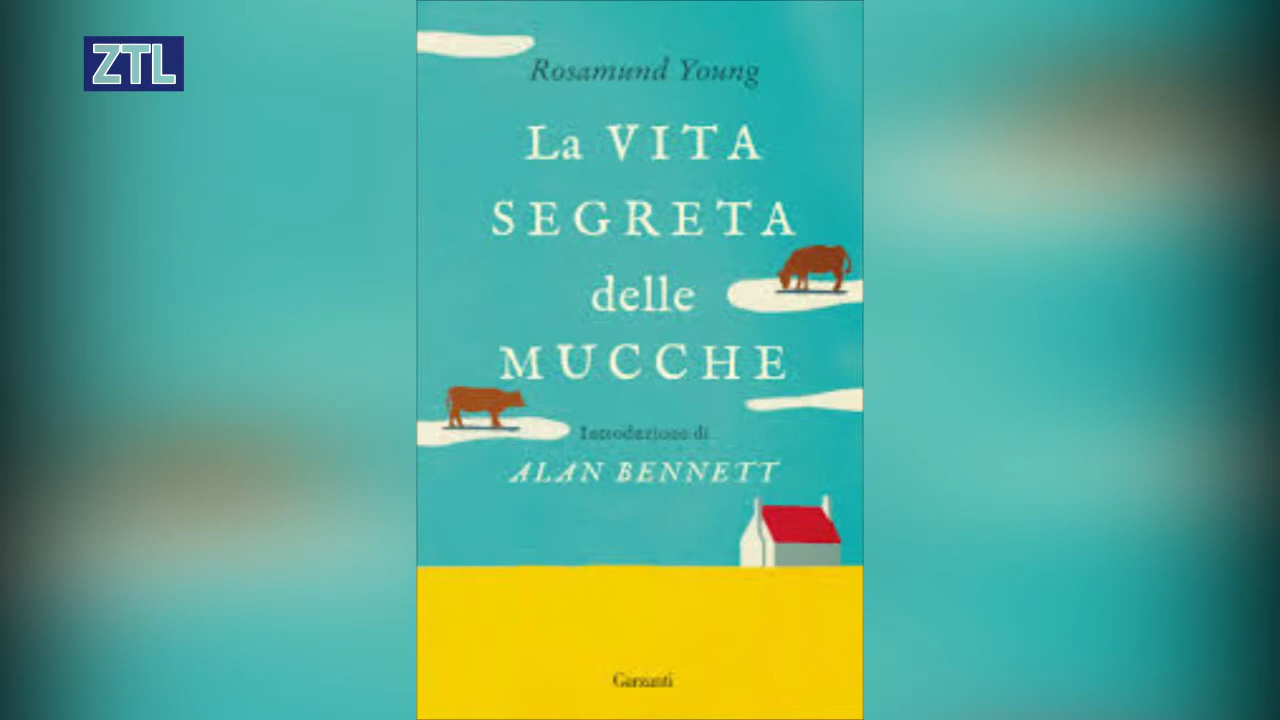 ZTL
Rosamund Young
La VITA
SEGRETA
delle
MUCCHE
Introduzione di
ALAN BENNETT
Garzanti